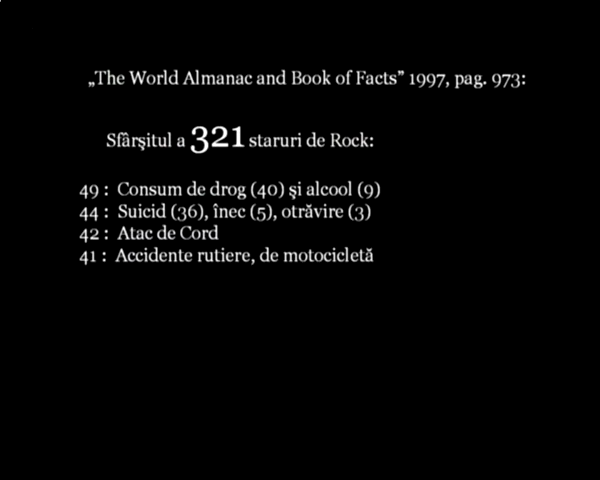 „The World Almanac and Book of Facts” 1997, pag. 973:
Sfârşitul a 321 staruri de Rock:
49 : Consum de drog (40) şi alcool (9)
44 : Suicid (36), înec (5), otrăvire (3)
42 : Atac de Cord
41 : Accidente rutiere, de motocicletă